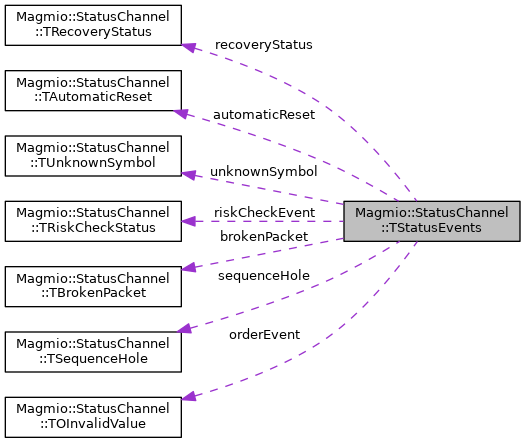 Magmio::StatusChannel
::TRecoveryStatus
recoveryStatus
Magmio::StatusChannel
::TAutomaticReset
automaticReset
Magmio::StatusChannel
::TUnknownSymbol
unknownSymbol
Magmio::StatusChannel
::TRiskCheckStatus
riskCheckEvent
Magmio::StatusChannel
::TStatusEvents
brokenPacket
Magmio::StatusChannel
::TBrokenPacket
sequenceHole
Magmio::StatusChannel
::TSequenceHole
orderEvent
Magmio::StatusChannel
::TOInvalidValue